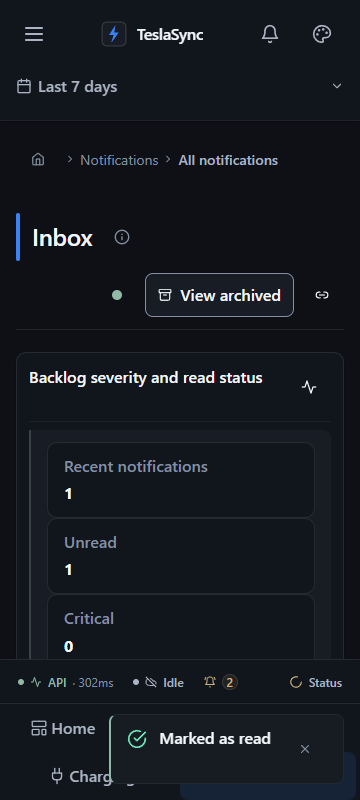 TeslaSync
Last 7 days
Notifications All notifications
Inbox
View archived
Backlog severity and read status
Recent notifications
1
Unread
1
Critical
0
API · 302ms Idle 2 Status
Home
Marked as read